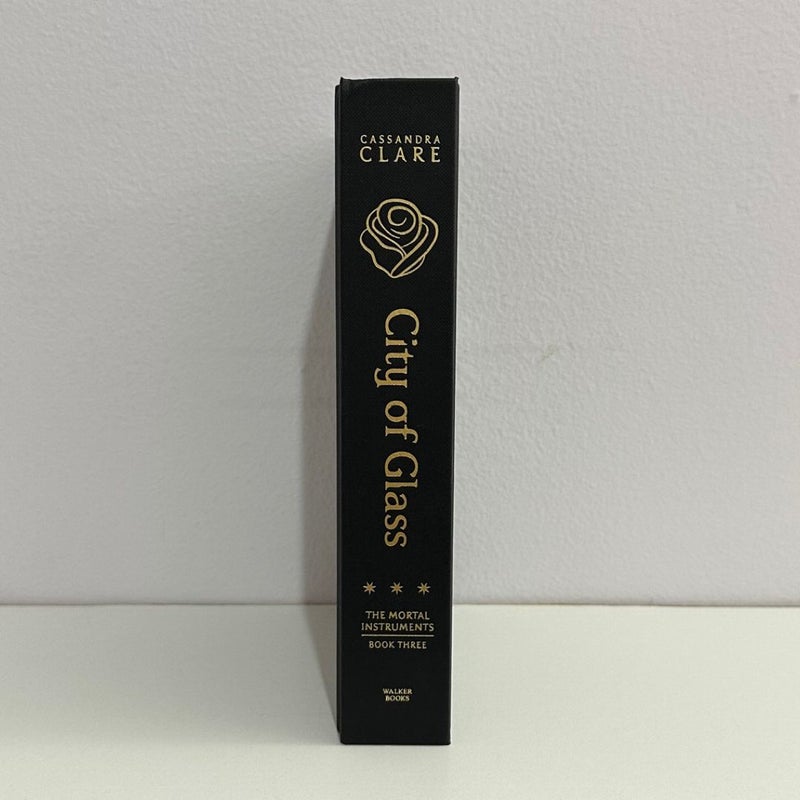 CASSANDRA
CLARE
City of Glass
THE MORTAL
INSTRUMENTS
BOOK THREE
WALKER
BOOKS